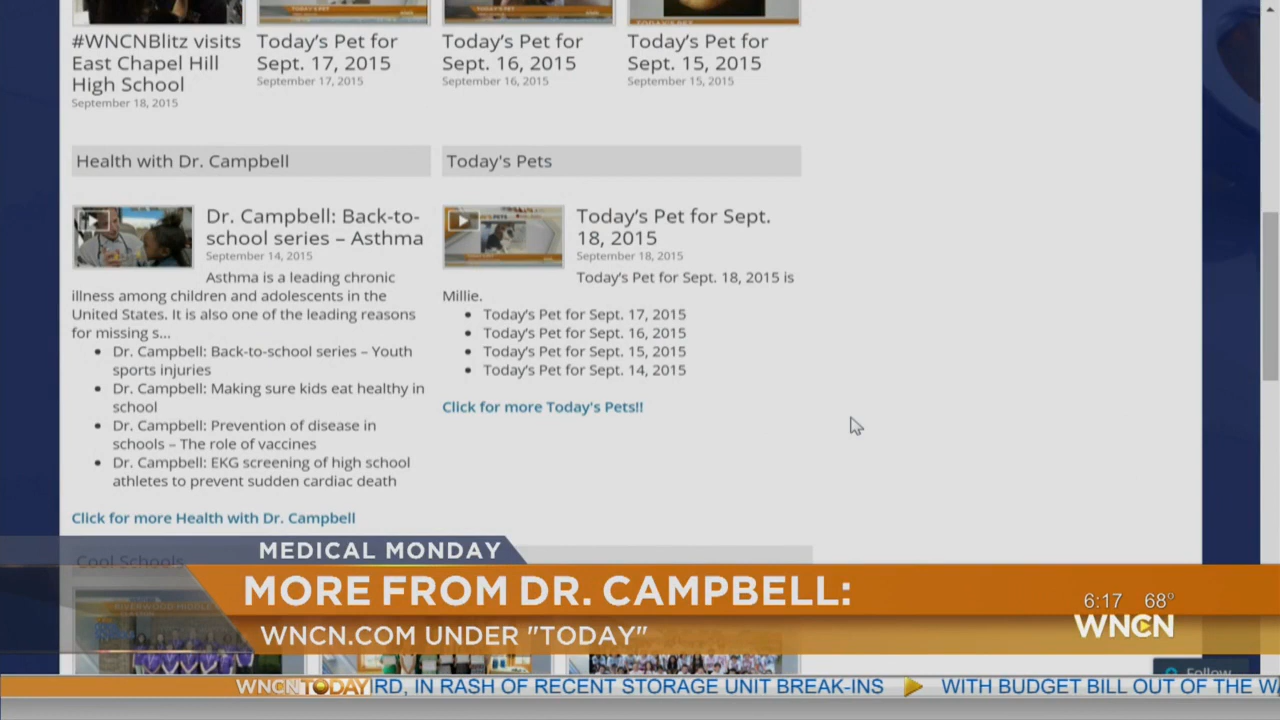 TODAY'S PET
#WNCNBlitz visits
East Chapel Hill
High School
September 18, 2015
Today's Pet for
Sept. 17, 2015
September 17, 2015
Today's Pet for
Sept. 16, 2015
September 16, 2015
Today's Pet for
Sept. 15, 2015
September 15, 2015
Health with Dr. Campbell
Dr. Campbell: Back-to-
school series – Asthma
September 14, 2015
Asthma is a leading chronic
illness among children and adolescents in the
United States. It is also one of the leading reasons
for missing s...
• Dr. Campbell: Back-to-school series – Youth
sports injuries
• Dr. Campbell: Making sure kids eat healthy in
school
• Dr. Campbell: Prevention of disease in
schools – The role of vaccines
• Dr. Campbell: EKG screening of high school
athletes to prevent sudden cardiac death
Click for more Health with Dr. Campbell
Today's Pets
Today's Pet for Sept.
18, 2015
September 18, 2015
Today's Pet for Sept. 18, 2015 is
Millie.
• Today's Pet for Sept. 17, 2015
• Today's Pet for Sept. 16, 2015
• Today's Pet for Sept. 15, 2015
• Today's Pet for Sept. 14, 2015
Click for more Today's Pets!!
Cool Schools
MEDICAL MONDAY
MORE FROM DR. CAMPBELL:
WNCN.COM UNDER "TODAY"
6:17 68°
WNCN
Follow
WNCN TODAY RD, IN RASH OF RECENT STORAGE UNIT BREAK-INS WITH BUDGET BILL OUT OF THE